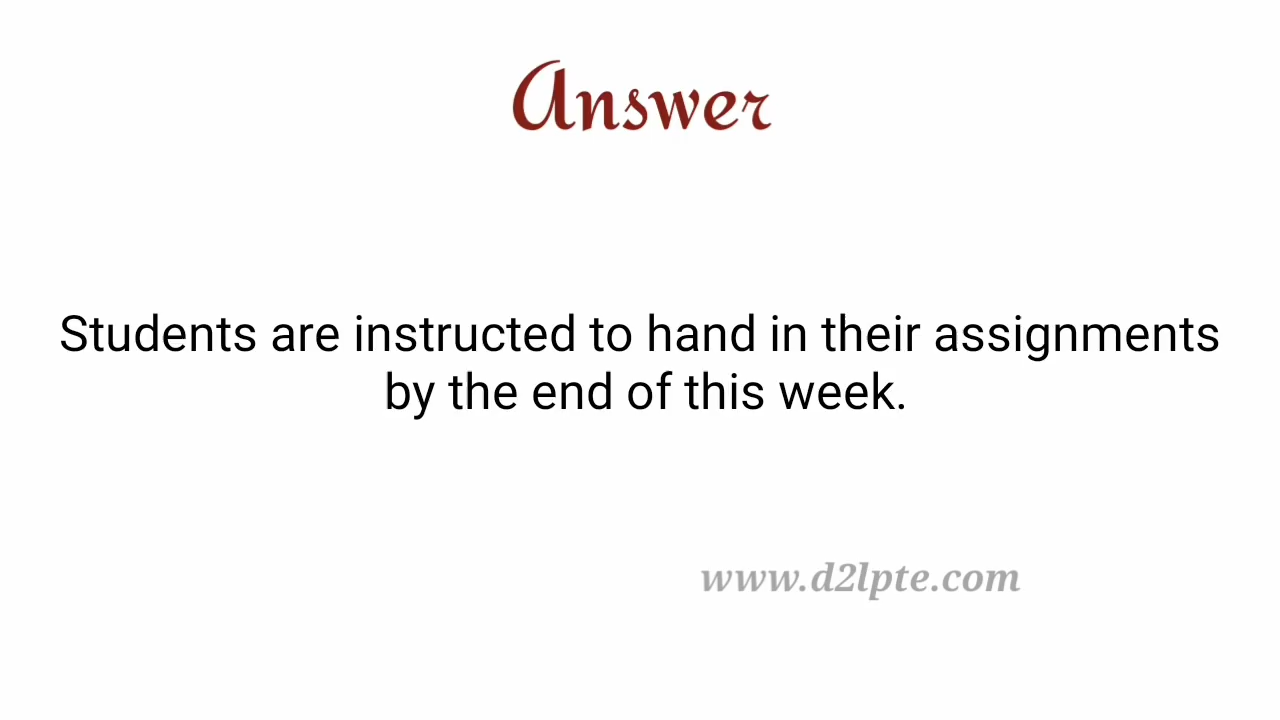 Answer
Students are instructed to hand in their assignments
by the end of this week.
www.d2lpte.com